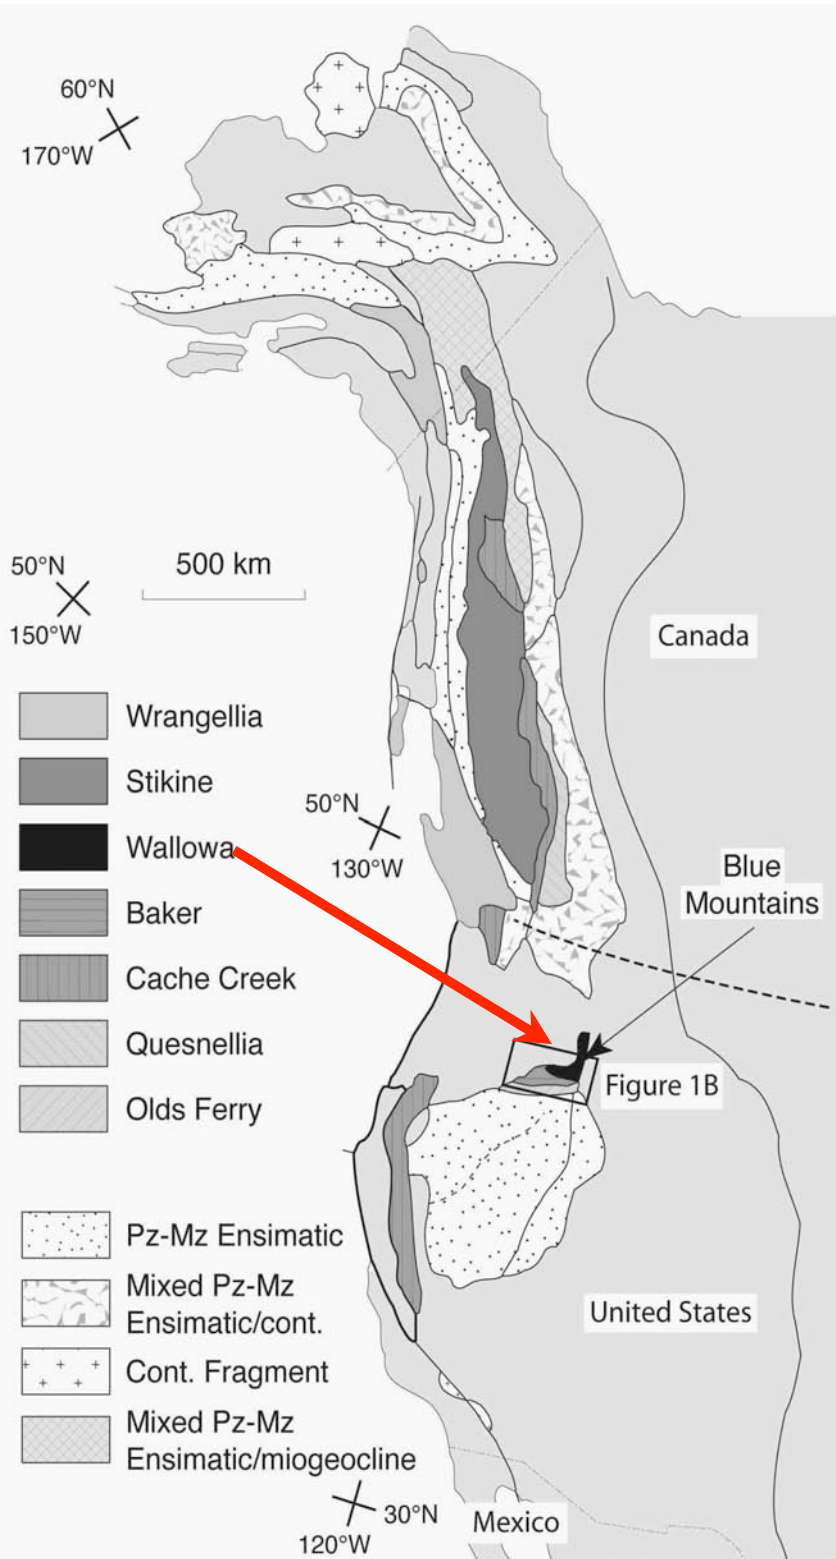 60°N
170°W
50°N
150°W
500 km
Canada
Wrangellia
Stikine
Wallowa
Baker
Cache Creek
Quesnellia
Olds Ferry
50°N
130°W
Blue
Mountains
Figure 1B
Pz-Mz Ensimatic
Mixed Pz-Mz
Ensimatic/cont.
Cont. Fragment
Mixed Pz-Mz
Ensimatic/miogeocline
United States
30°N
120°W
Mexico